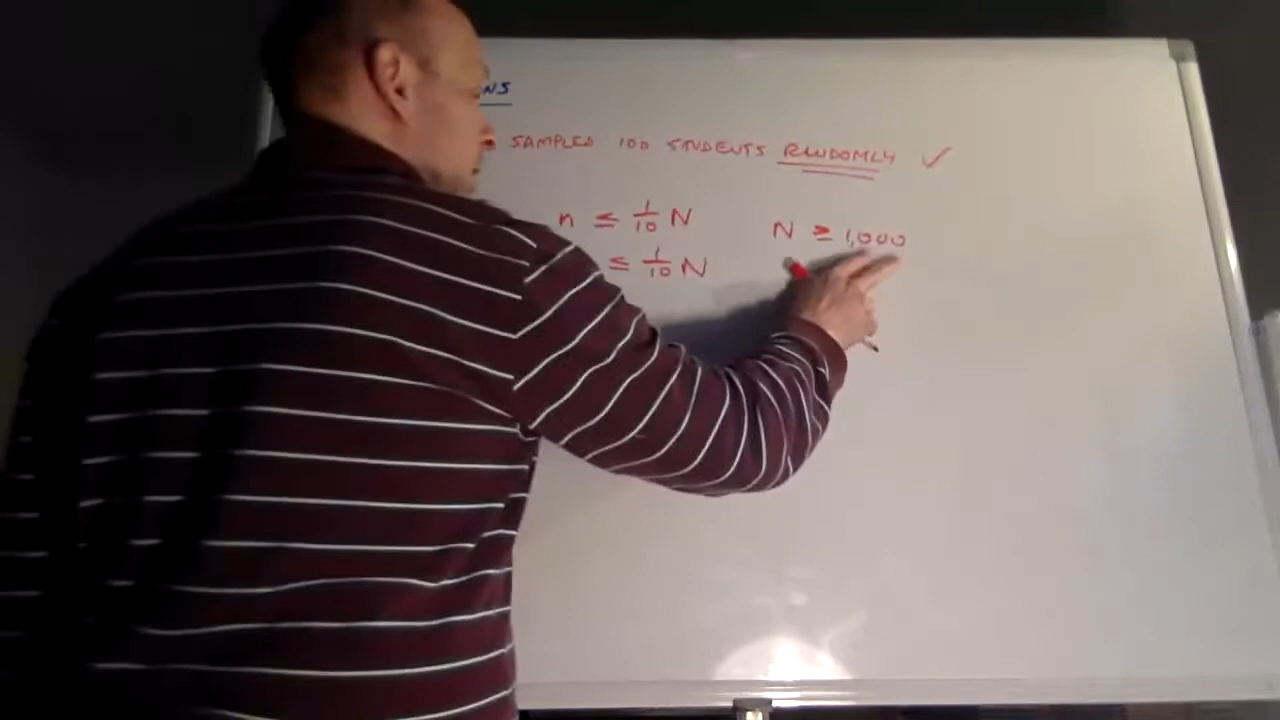 NS
SAMPLED 100 STUDENTS RANDOMLY ✓
n ≤ 1/10 N
N ≥ 1,000
≤ 1/10 N